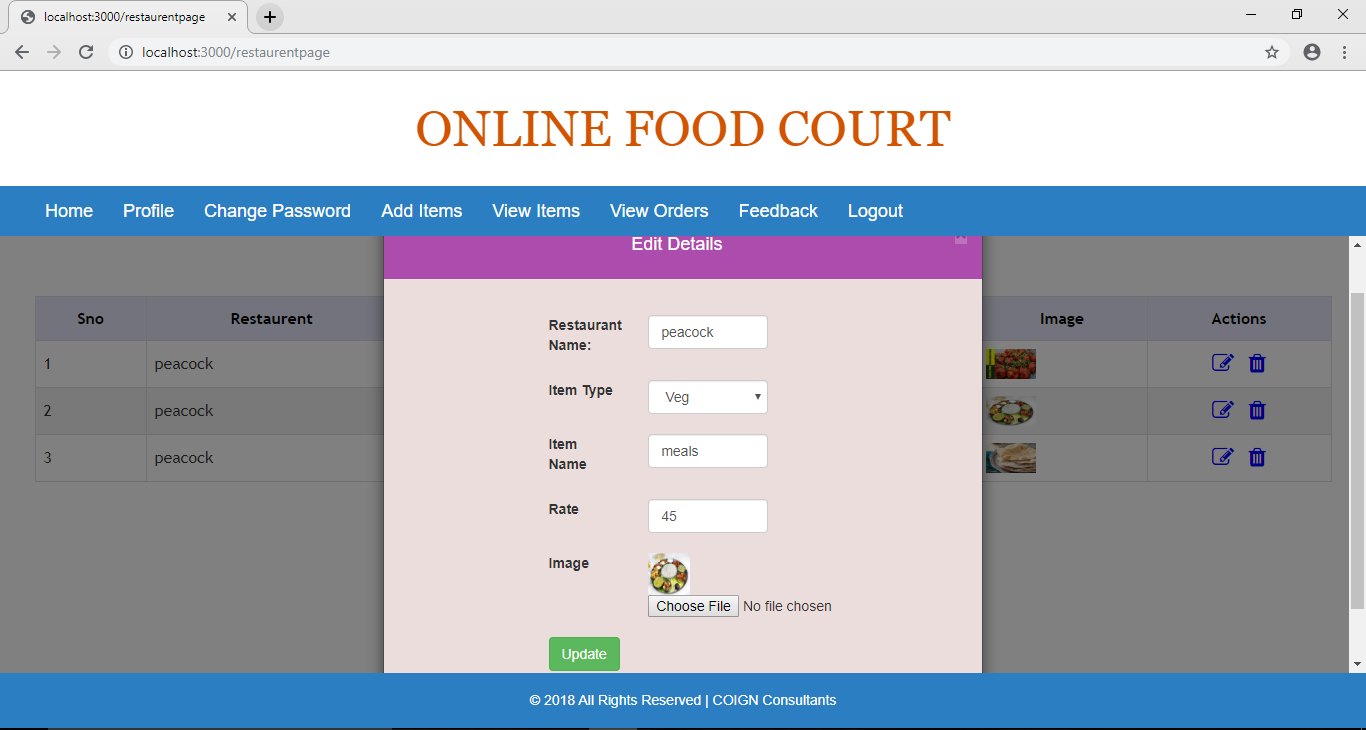 localhost:3000/restaurentpage
localhost:3000/restaurentpage
ONLINE FOOD COURT
Home Profile Change Password Add Items View Items View Orders Feedback Logout
Edit Details
Sno Restaurent Image Actions
1 peacock
2 peacock
3 peacock
Restaurant
Name:
peacock
Item Type Veg
Item
Name
meals
Rate 45
Image
Choose File No file chosen
Update
© 2018 All Rights Reserved | COIGN Consultants